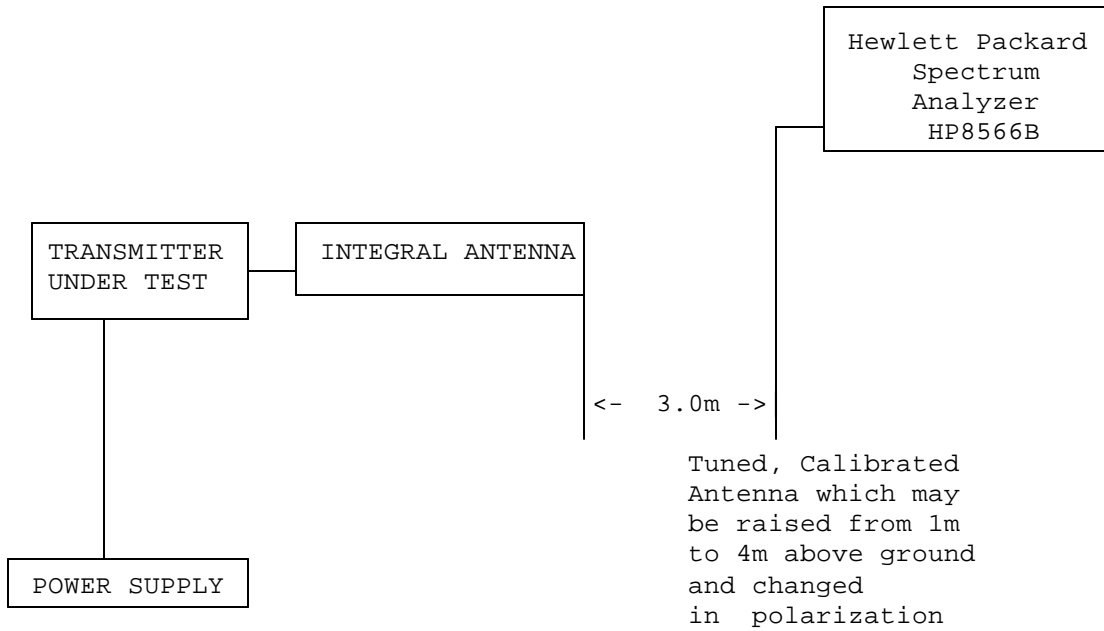 Hewlett Packard
Spectrum
Analyzer
HP8566B
TRANSMITTER
UNDER TEST
INTEGRAL ANTENNA
<- 3.0m ->
Tuned, Calibrated
Antenna which may
be raised from 1m
to 4m above ground
and changed
in polarization
POWER SUPPLY